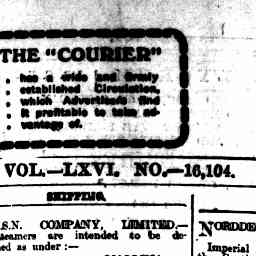 THE "COURIER"
has a wide and firmly
established Circulation,
which Advertisers find
it profitable to take ad-
vantage of.
VOL.—LXVI. NO.—16,104.
SHIPPING.
.S.N. COMPANY, LIMITED.—
teamers are intended to be de-
ed as under :—
NORDDE
Imperial